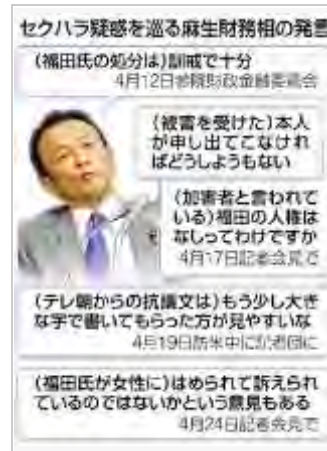 セクハラ疑惑を巡る麻生財務相の発言
(福田氏の処分は)訓戒で十分
4月12日参院財政金融委員会
(被害を受けた)本人
が申し出てこなけれ
ばどうしようもない
(加害者と言われて
いる)福田の人権は
なしってわけですか
4月17日記者会見で
(テレ朝からの抗議文は)もう少し大き
な字で書いてもらった方が見やすいな
4月19日訪米中に記者団に
(福田氏が女性に)はめられて訴えられ
ているのではないかという意見もある
4月24日記者会見で